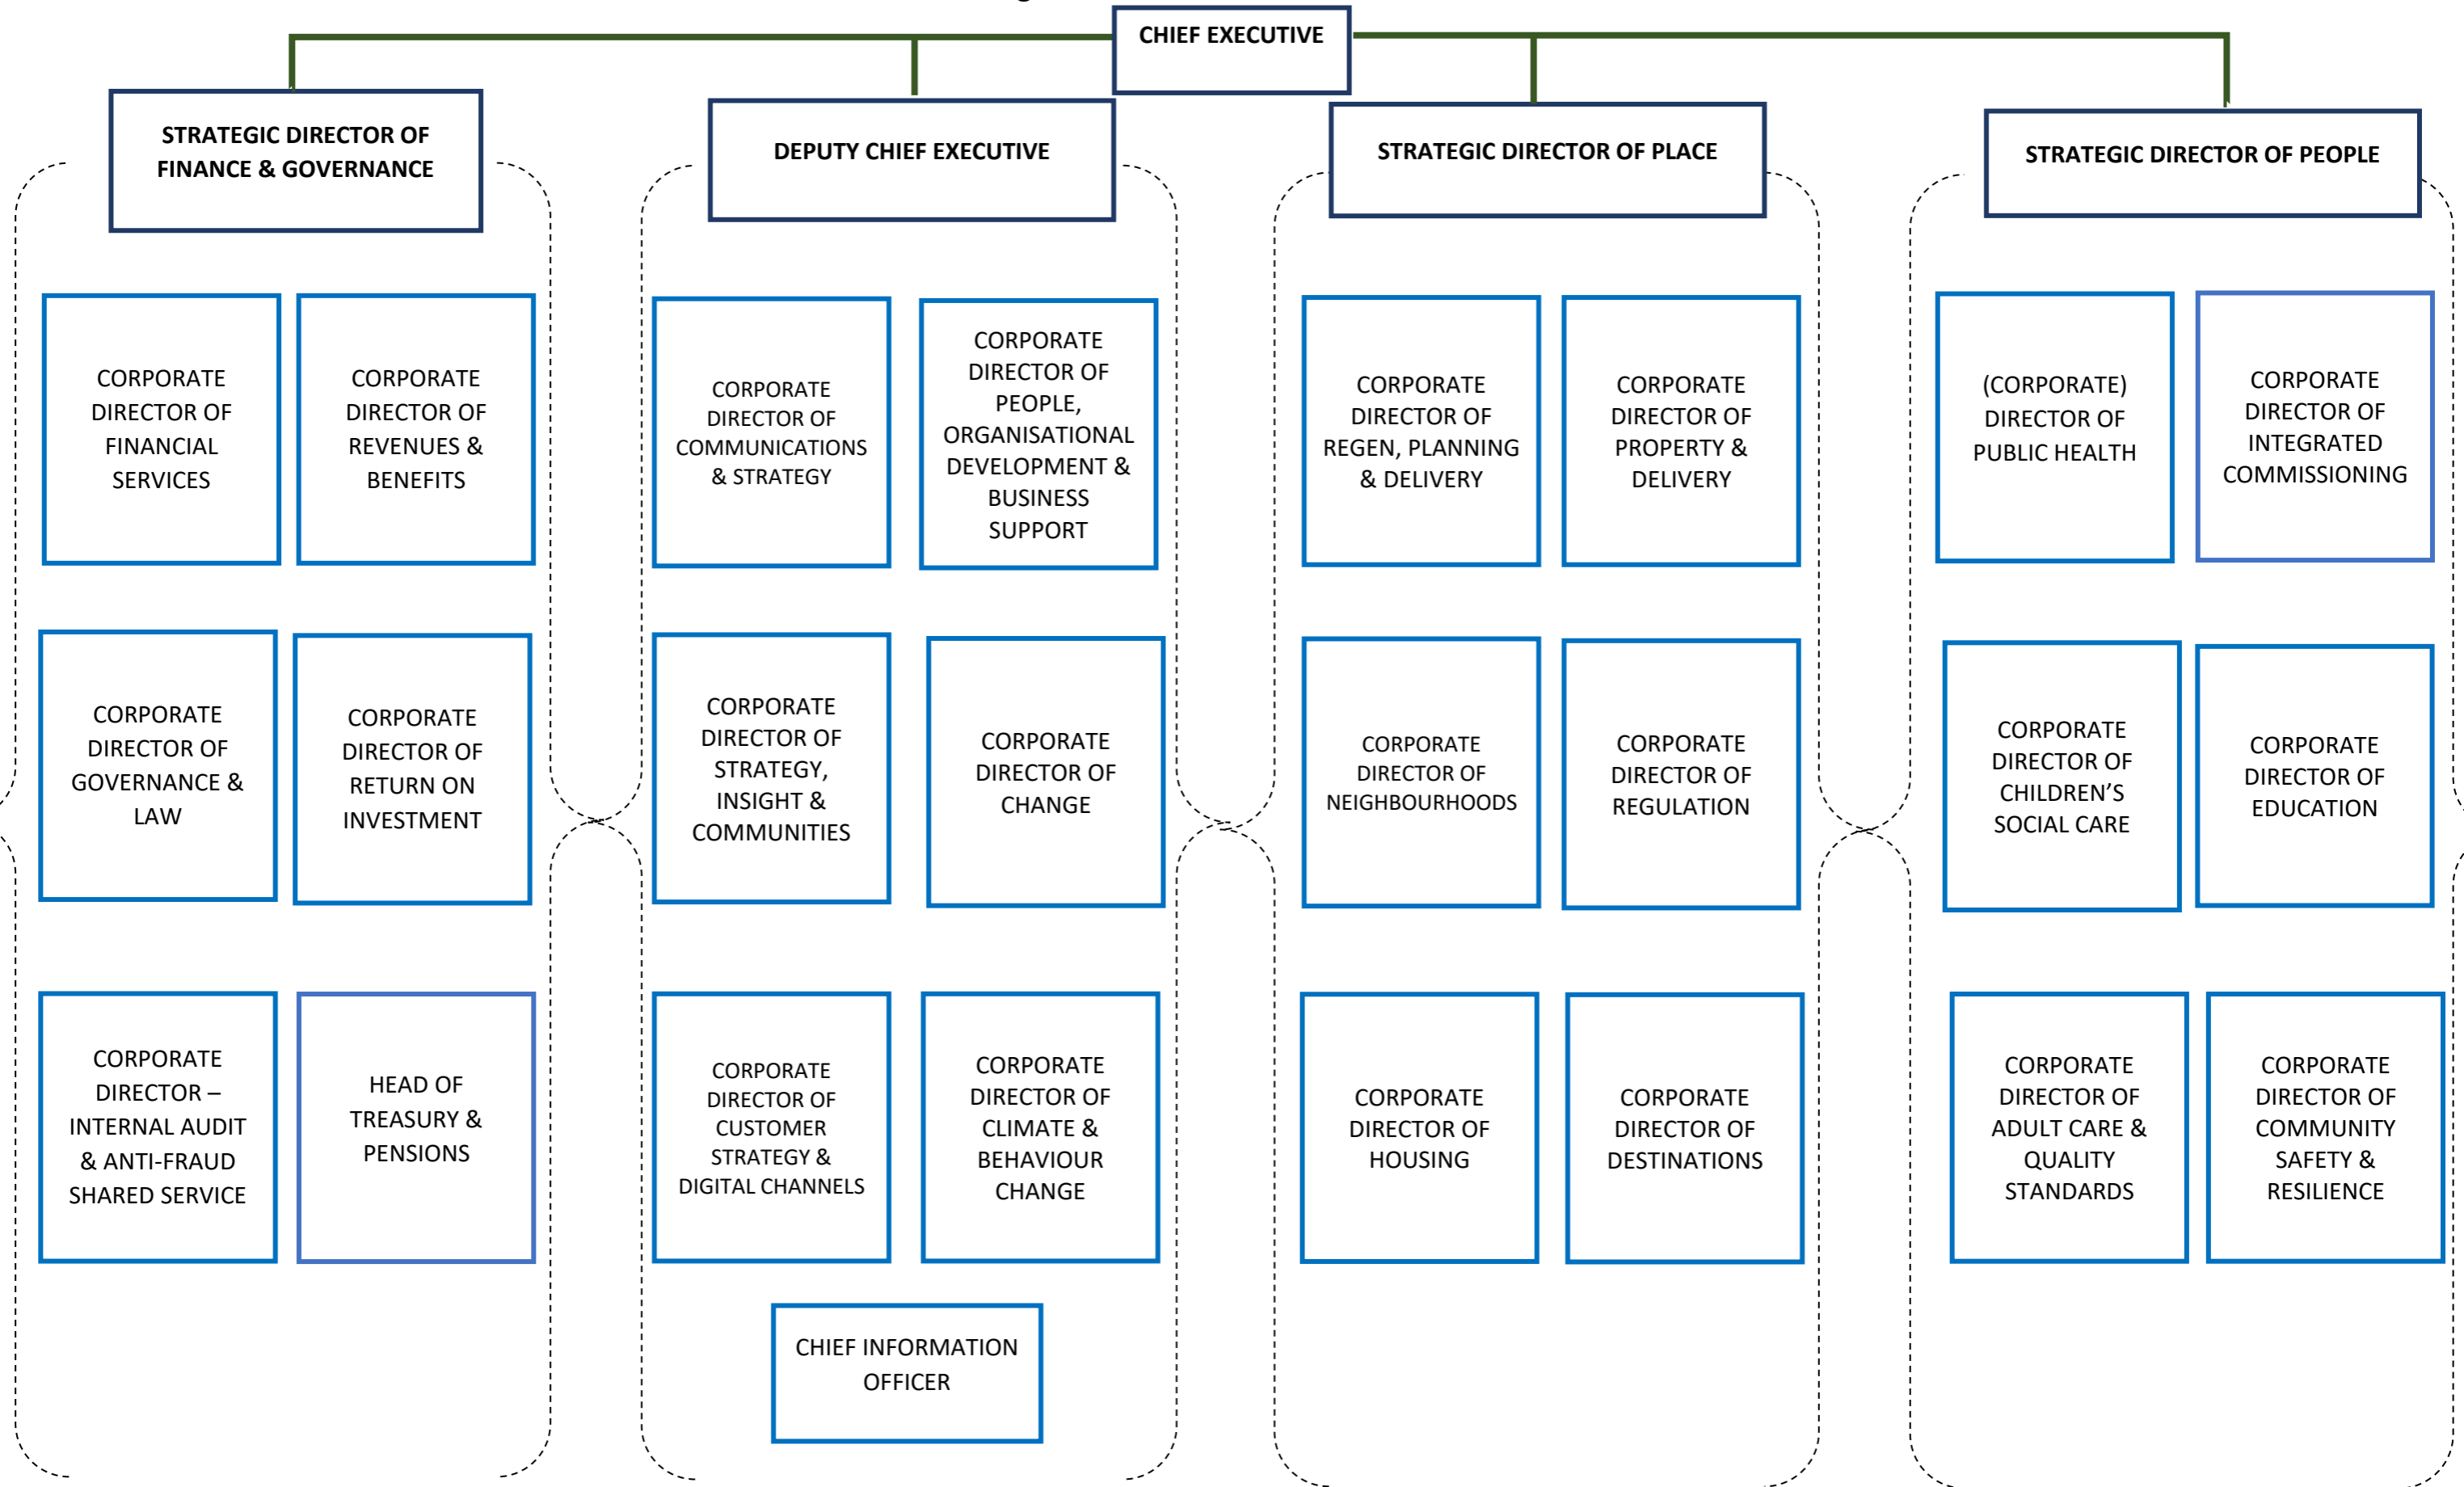 CHIEF EXECUTIVE
STRATEGIC DIRECTOR OF
FINANCE & GOVERNANCE
DEPUTY CHIEF EXECUTIVE
STRATEGIC DIRECTOR OF PLACE
STRATEGIC DIRECTOR OF PEOPLE
CORPORATE
DIRECTOR OF
FINANCIAL
SERVICES
CORPORATE
DIRECTOR OF
REVENUES &
BENEFITS
CORPORATE
DIRECTOR OF
COMMUNICATIONS
& STRATEGY
CORPORATE
DIRECTOR OF
PEOPLE,
ORGANISATIONAL
DEVELOPMENT &
BUSINESS
SUPPORT
CORPORATE
DIRECTOR OF
REGEN, PLANNING
& DELIVERY
CORPORATE
DIRECTOR OF
PROPERTY &
DELIVERY
(CORPORATE)
DIRECTOR OF
PUBLIC HEALTH
CORPORATE
DIRECTOR OF
INTEGRATED
COMMISSIONING
CORPORATE
DIRECTOR OF
GOVERNANCE &
LAW
CORPORATE
DIRECTOR OF
RETURN ON
INVESTMENT
CORPORATE
DIRECTOR OF
STRATEGY,
INSIGHT &
COMMUNITIES
CORPORATE
DIRECTOR OF
CHANGE
CORPORATE
DIRECTOR OF
NEIGHBOURHOODS
CORPORATE
DIRECTOR OF
REGULATION
CORPORATE
DIRECTOR OF
CHILDREN’S
SOCIAL CARE
CORPORATE
DIRECTOR OF
EDUCATION
CORPORATE
DIRECTOR –
INTERNAL AUDIT
& ANTI-FRAUD
SHARED SERVICE
HEAD OF
TREASURY &
PENSIONS
CORPORATE
DIRECTOR OF
CUSTOMER
STRATEGY &
DIGITAL CHANNELS
CORPORATE
DIRECTOR OF
CLIMATE &
BEHAVIOUR
CHANGE
CORPORATE
DIRECTOR OF
HOUSING
CORPORATE
DIRECTOR OF
DESTINATIONS
CORPORATE
DIRECTOR OF
ADULT CARE &
QUALITY
STANDARDS
CORPORATE
DIRECTOR OF
COMMUNITY
SAFETY &
RESILIENCE
CHIEF INFORMATION
OFFICER